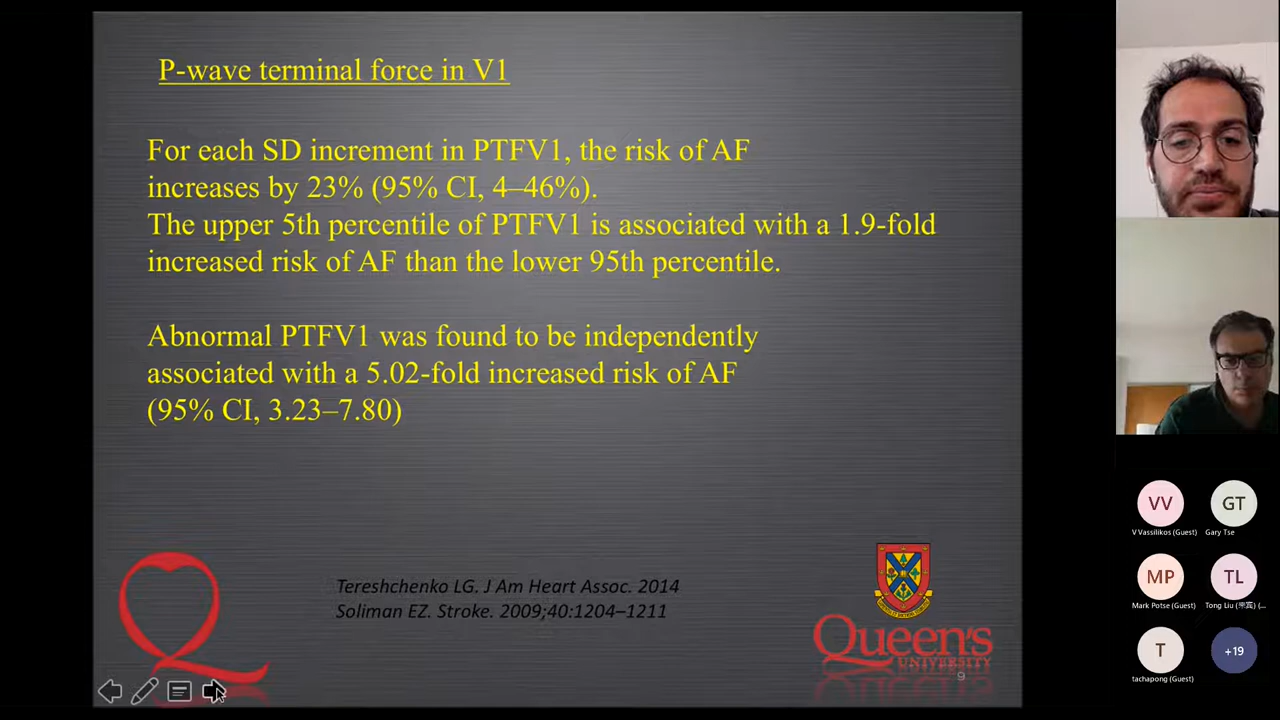 P-wave terminal force in V1
For each SD increment in PTFV1, the risk of AF
increases by 23% (95% CI, 4–46%).
The upper 5th percentile of PTFV1 is associated with a 1.9-fold
increased risk of AF than the lower 95th percentile.
Abnormal PTFV1 was found to be independently
associated with a 5.02-fold increased risk of AF
(95% CI, 3.23–7.80)
Tereshchenko LG. J Am Heart Assoc. 2014
Soliman EZ. Stroke. 2009;40:1204–1211
Queen's
UNIVERSITY
9
VV
GT
V Vassilikos (Guest)
Gary Tse
MP
TL
Mark Potse (Guest)
Tong Liu
T
+19
tachapong (Guest)